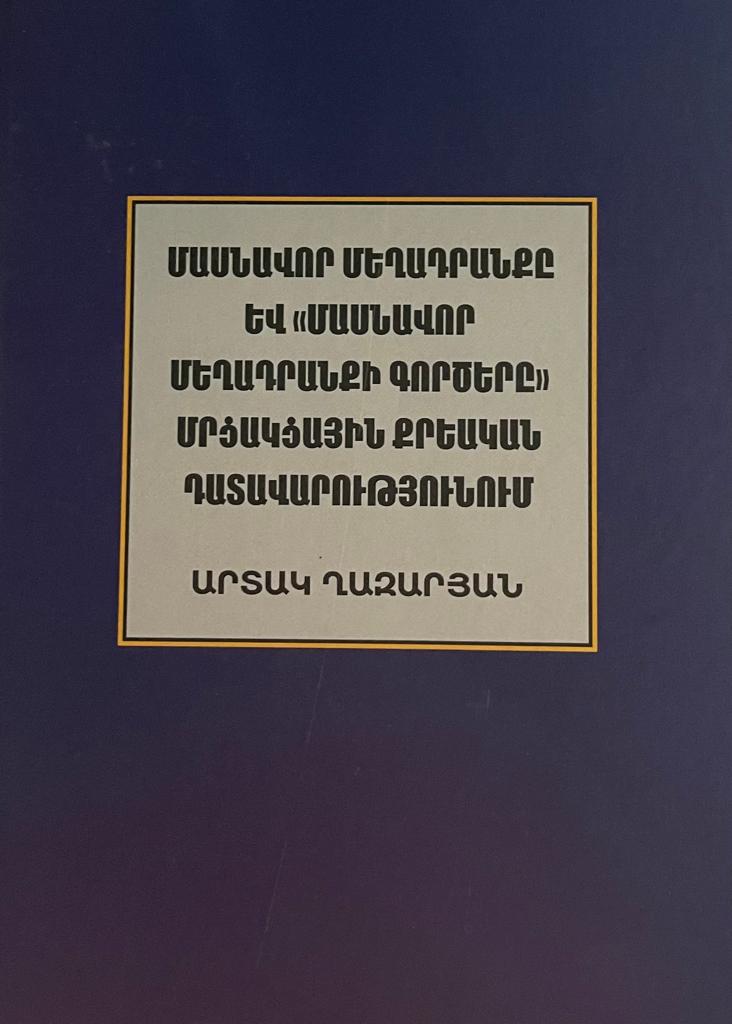 ՄԱՍՆԱՎՈՐ ՄԵՂԱԴՐԱՆՔԸ
ԵՎ «ՄԱՍՆԱՎՈՐ
ՄԵՂԱԴՐԱՆՔԻ ԳՈՐԾԵՐԸ»
ՄՐՑԱԿՑԱՅԻՆ ՔՐԵԱԿԱՆ
ԴԱՏԱՎԱՐՈՒԹՅՈՒՆՈՒՄ
ԱՐՏԱԿ ՂԱԶԱՐՅԱՆ